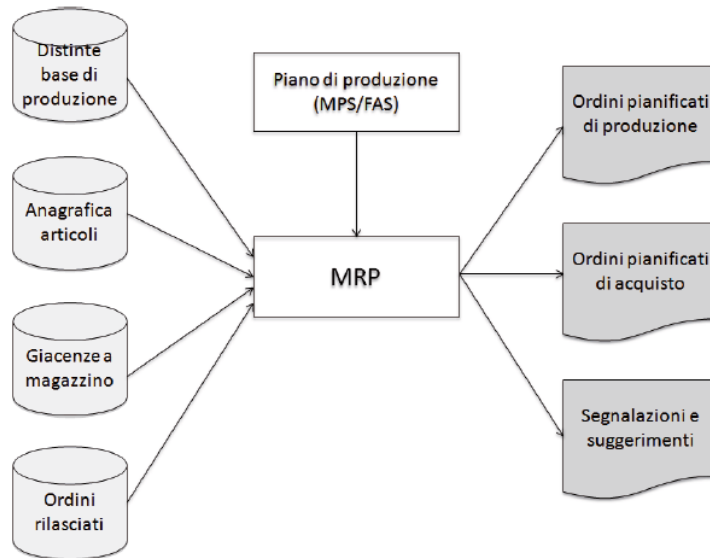 Distinte
base di
produzione
Anagrafica
articoli
Giacenze a
magazzino
Ordini
rilasciati
Piano di produzione
(MPS/FAS)
MRP
Ordini pianificati
di produzione
Ordini pianificati
di acquisto
Segnalazioni e
suggerimenti